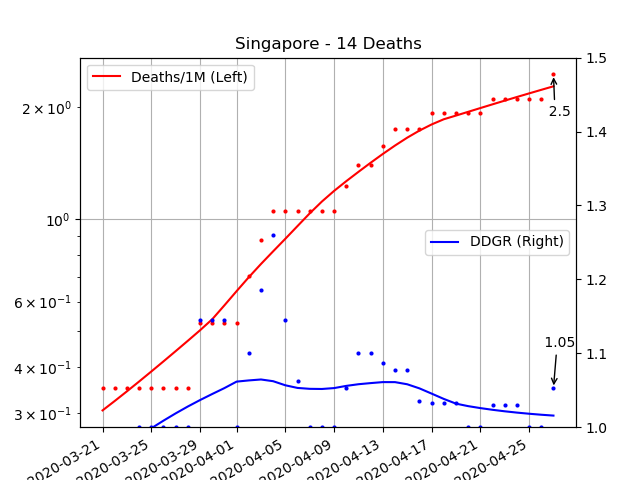 Singapore - 14 Deaths
Deaths/1M (Left)
DDGR (Right)
2 × 10⁰
10⁰
6 × 10⁻¹
4 × 10⁻¹
3 × 10⁻¹
1.5
1.4
1.3
1.2
1.1
1.0
2.5
1.05
2020-03-21
2020-03-25
2020-03-29
2020-04-01
2020-04-05
2020-04-09
2020-04-13
2020-04-17
2020-04-21
2020-04-25